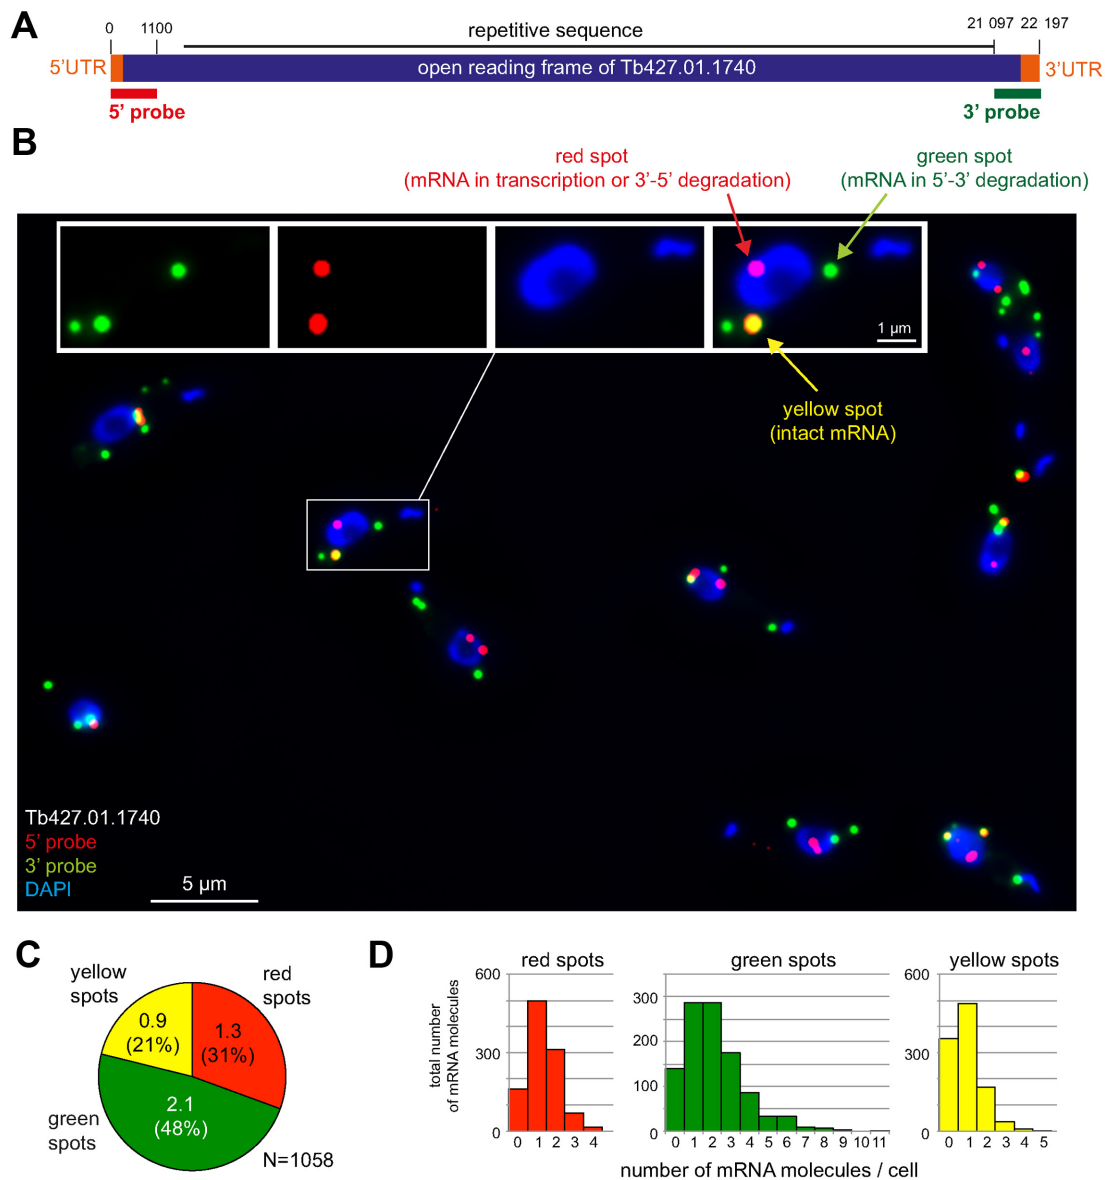 A
0 1100 repetitive sequence 21 097 22 197
5'UTR open reading frame of Tb427.01.1740 3'UTR
5' probe 3' probe
B
red spot
(mRNA in transcription or 3'-5' degradation)
green spot
(mRNA in 5'-3' degradation)
1 µm
yellow spot
(intact mRNA)
Tb427.01.1740
5' probe
3' probe
DAPI
5 µm
C
yellow
spots
red
spots
0.9
(21%)
1.3
(31%)
green
spots
2.1
(48%)
N=1058
D
red spots green spots yellow spots
total number
of mRNA molecules
600
300
0
0 1 2 3 4
300
200
100
0
0 1 2 3 4 5 6 7 8 9 10 11
600
300
0
0 1 2 3 4 5
number of mRNA molecules / cell